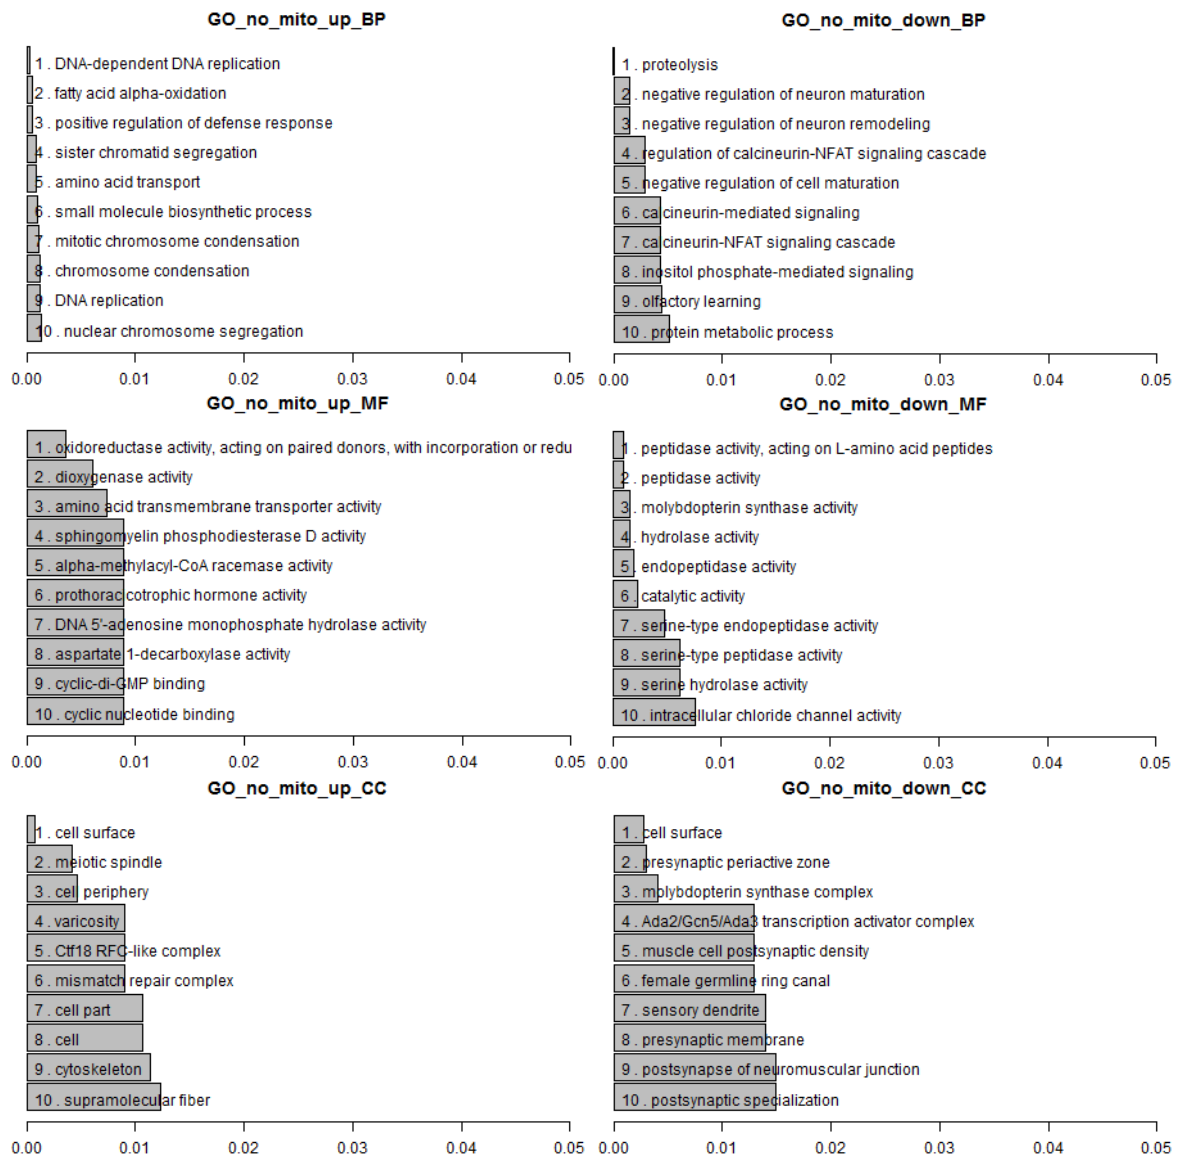 GO_no_mito_up_BP
1 . DNA-dependent DNA replication
2 . fatty acid alpha-oxidation
3 . positive regulation of defense response
4 . sister chromatid segregation
5 . amino acid transport
6 . small molecule biosynthetic process
7 . mitotic chromosome condensation
8 . chromosome condensation
9 . DNA replication
10 . nuclear chromosome segregation
0.00 0.01 0.02 0.03 0.04 0.05
GO_no_mito_down_BP
1 . proteolysis
2 . negative regulation of neuron maturation
3 . negative regulation of neuron remodeling
4 . regulation of calcineurin-NFAT signaling cascade
5 . negative regulation of cell maturation
6 . calcineurin-mediated signaling
7 . calcineurin-NFAT signaling cascade
8 . inositol phosphate-mediated signaling
9 . olfactory learning
10 . protein metabolic process
0.00 0.01 0.02 0.03 0.04 0.05
GO_no_mito_up_MF
1 . oxidoreductase activity, acting on paired donors, with incorporation or redu
2 . dioxygenase activity
3 . amino acid transmembrane transporter activity
4 . sphingomyelin phosphodiesterase D activity
5 . alpha-methylacyl-CoA racemase activity
6 . prothoracicotrophic hormone activity
7 . DNA 5'-adenosine monophosphate hydrolase activity
8 . aspartate 1-decarboxylase activity
9 . cyclic-di-GMP binding
10 . cyclic nucleotide binding
0.00 0.01 0.02 0.03 0.04 0.05
GO_no_mito_down_MF
1 . peptidase activity, acting on L-amino acid peptides
2 . peptidase activity
3 . molybdopterin synthase activity
4 . hydrolase activity
5 . endopeptidase activity
6 . catalytic activity
7 . serine-type endopeptidase activity
8 . serine-type peptidase activity
9 . serine hydrolase activity
10 . intracellular chloride channel activity
0.00 0.01 0.02 0.03 0.04 0.05
GO_no_mito_up_CC
1 . cell surface
2 . meiotic spindle
3 . cell periphery
4 . varicosity
5 . Ctf18 RFC-like complex
6 . mismatch repair complex
7 . cell part
8 . cell
9 . cytoskeleton
10 . supramolecular fiber
0.00 0.01 0.02 0.03 0.04 0.05
GO_no_mito_down_CC
1 . cell surface
2 . presynaptic periactive zone
3 . molybdopterin synthase complex
4 . Ada2/Gcn5/Ada3 transcription activator complex
5 . muscle cell postsynaptic density
6 . female germline ring canal
7 . sensory dendrite
8 . presynaptic membrane
9 . postsynapse of neuromuscular junction
10 . postsynaptic specialization
0.00 0.01 0.02 0.03 0.04 0.05